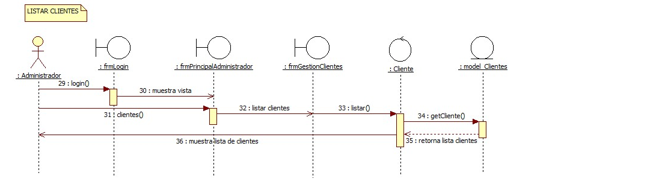 LISTAR CLIENTES
: Administrador
: frmLogin
: frmPrincipalAdministrador
: frmGestionClientes
: Cliente
: model_Clientes
29 : login()
30 : muestra vista
31 : clientes()
32 : listar clientes
33 : listar()
34 : getCliente()
35 : retorna lista clientes
36 : muestra lista de clientes